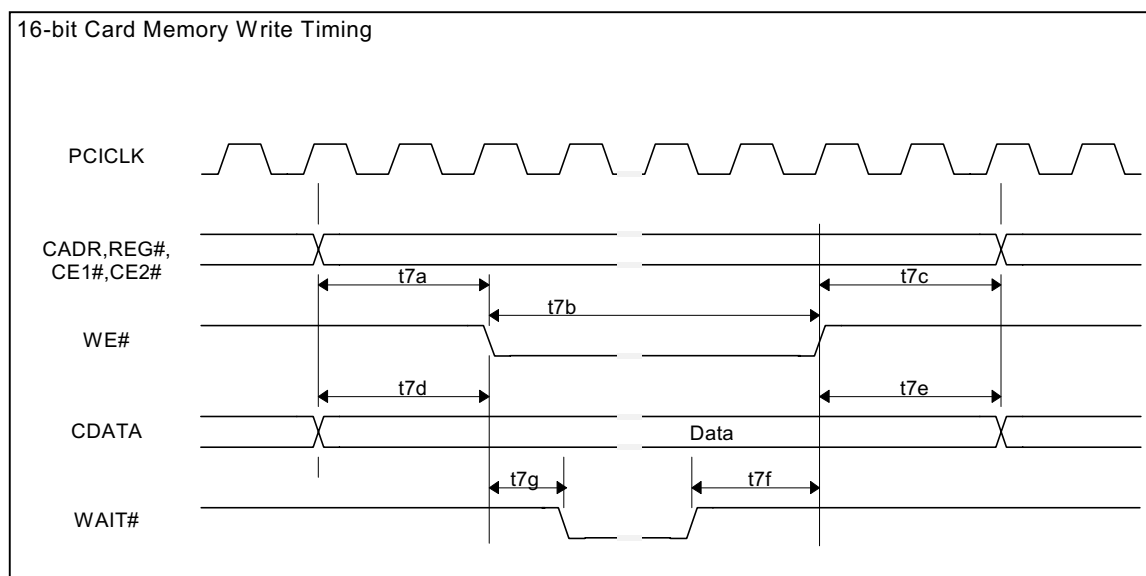 16-bit Card Memory Write Timing
PCICLK
CADR,REG#,
CE1#,CE2#
t7a
t7c
t7b
WE#
t7d
t7e
CDATA
Data
t7g
t7f
WAIT#